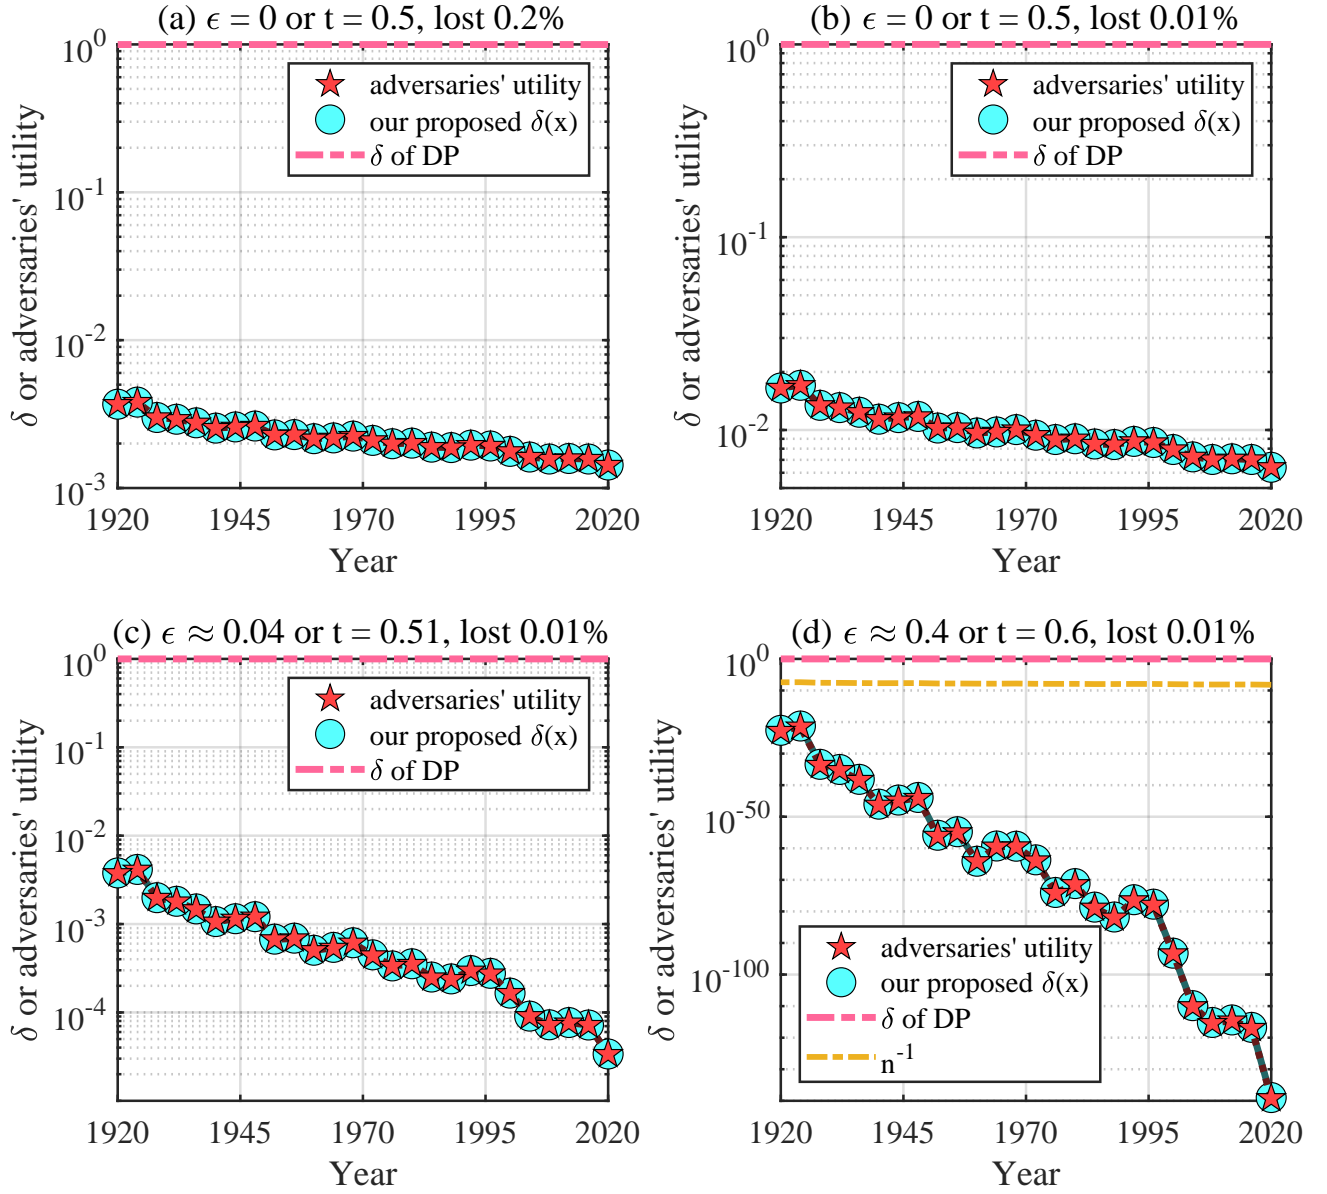 (a) ϵ = 0 or t = 0.5, lost 0.2%
δ or adversaries' utility
10^0
10^-1
10^-2
10^-3
adversaries' utility
our proposed δ(x)
δ of DP
1920 1945 1970 1995 2020
Year
(b) ϵ = 0 or t = 0.5, lost 0.01%
δ or adversaries' utility
10^0
10^-1
10^-2
adversaries' utility
our proposed δ(x)
δ of DP
1920 1945 1970 1995 2020
Year
(c) ϵ ≈ 0.04 or t = 0.51, lost 0.01%
δ or adversaries' utility
10^0
10^-1
10^-2
10^-3
10^-4
adversaries' utility
our proposed δ(x)
δ of DP
1920 1945 1970 1995 2020
Year
(d) ϵ ≈ 0.4 or t = 0.6, lost 0.01%
δ or adversaries' utility
10^0
10^-50
10^-100
adversaries' utility
our proposed δ(x)
δ of DP
n^-1
1920 1945 1970 1995 2020
Year